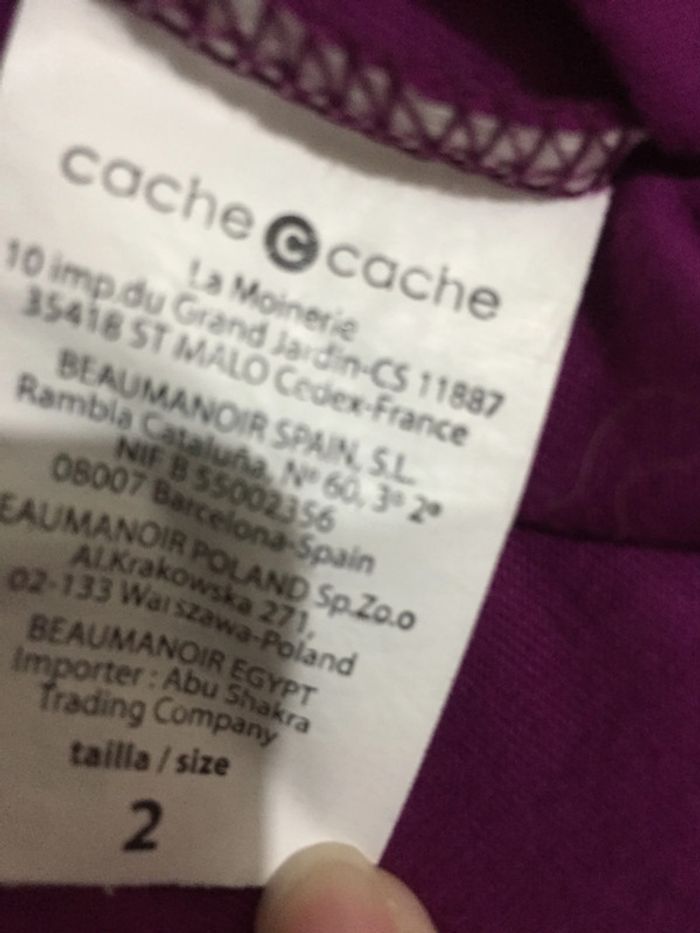 cache C cache
La Moinerie
10 imp.du Grand Jardin-CS 11887
35418 ST MALO Cedex-France
BEAUMANOIR SPAIN, S.L.
Rambla Cataluña, Nº 60, 3º 2ª
NIF B 55002356
08007 Barcelona-Spain
EAUMANOIR POLAND Sp.Zo.o
Al.Krakowska 271,
02-133 Warszawa-Poland
BEAUMANOIR EGYPT
Importer : Abu Shakra
Trading Company
tailla / size
2